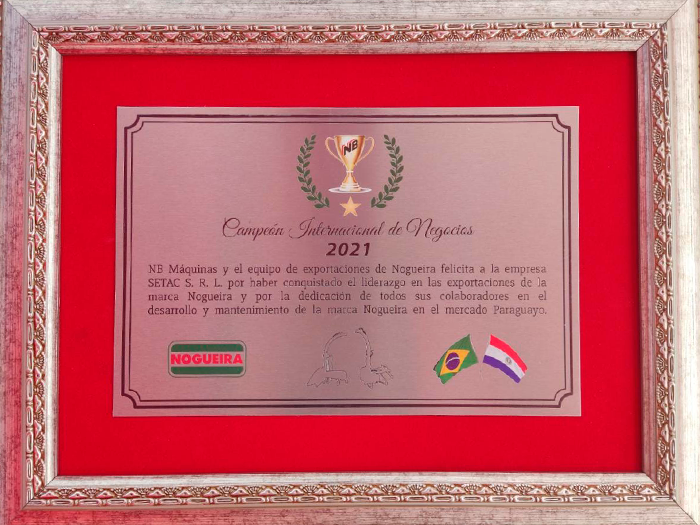 NB
Campeón Internacional de Negocios
2021
NB Máquinas y el equipo de exportaciones de Nogueira felicita a la empresa
SETAC S. R. L. por haber conquistado el liderazgo en las exportaciones de la
marca Nogueira y por la dedicación de todos sus colaboradores en el
desarrollo y mantenimiento de la marca Nogueira en el mercado Paraguayo.
NOGUEIRA